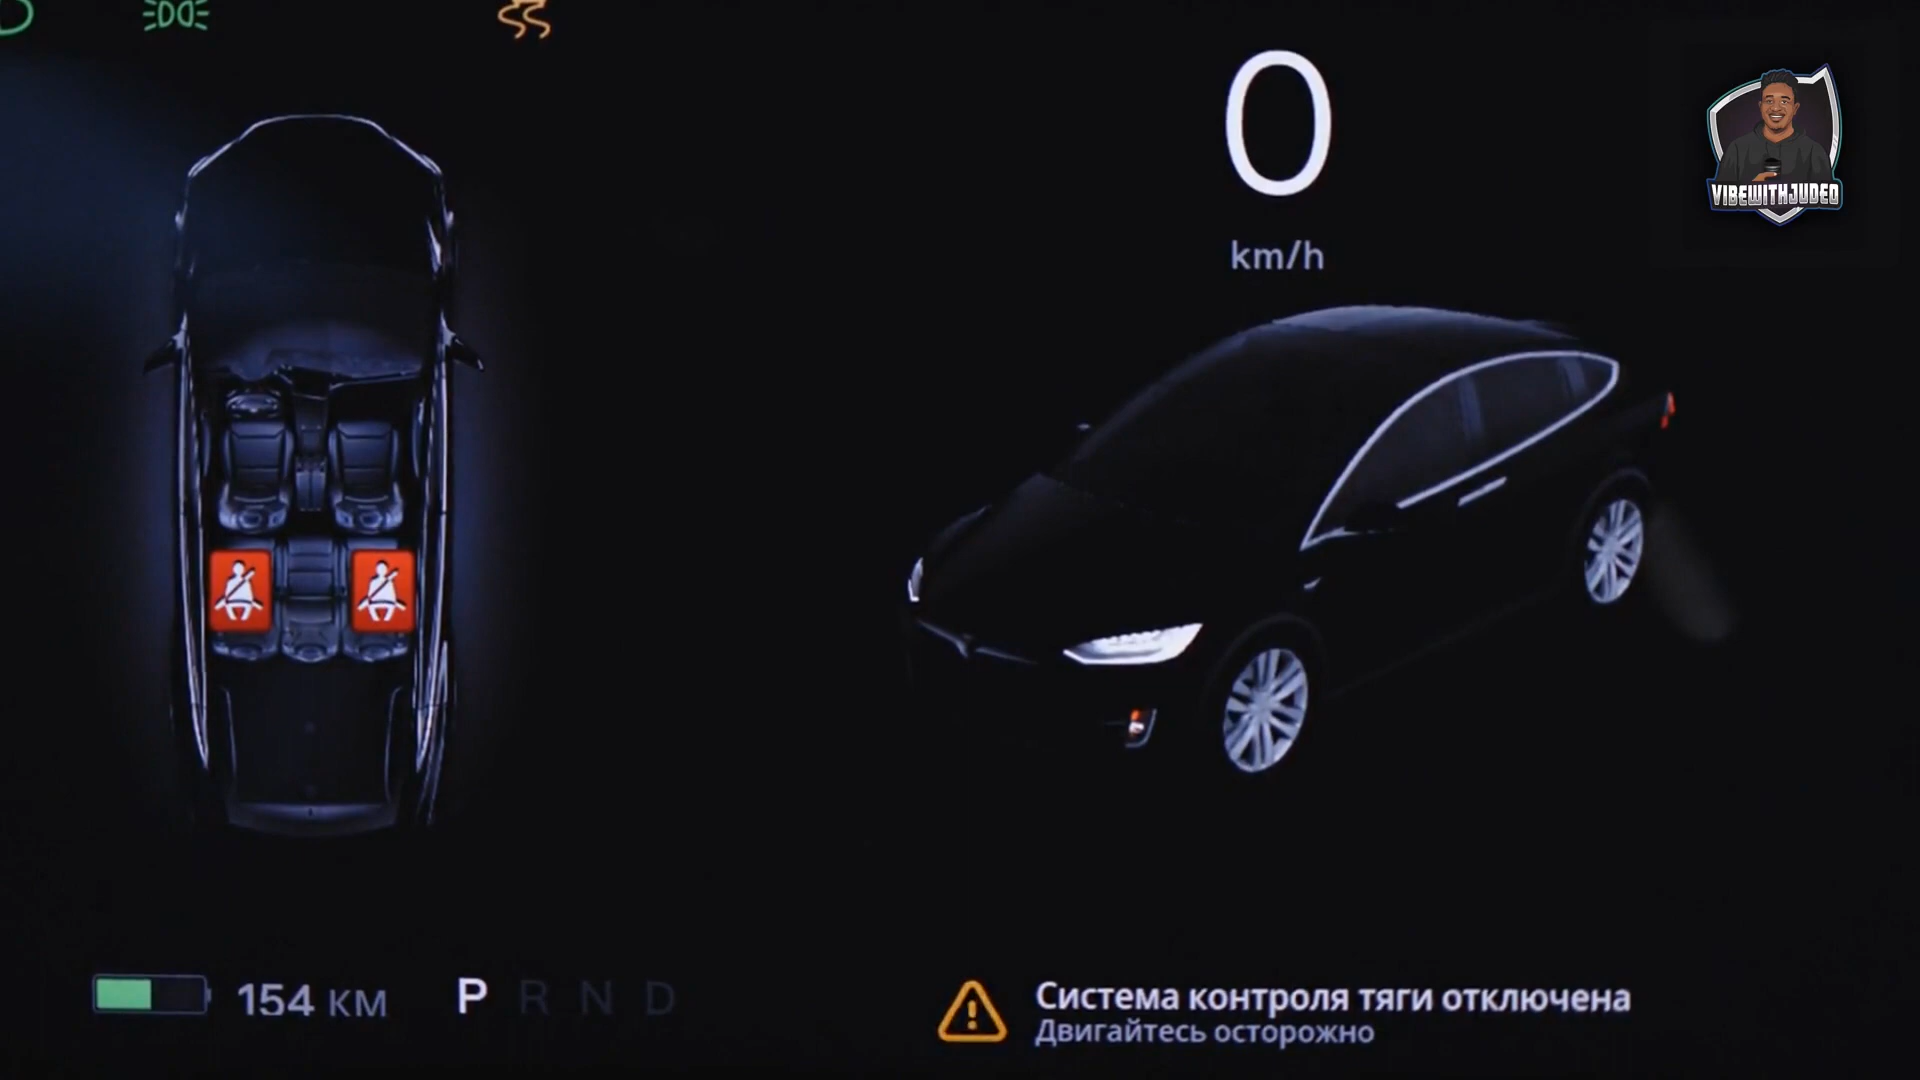 0
km/h
VIBEWITHJUDEO
154 KM
P R N D
Система контроля тяги отключена
Двигайтесь осторожно